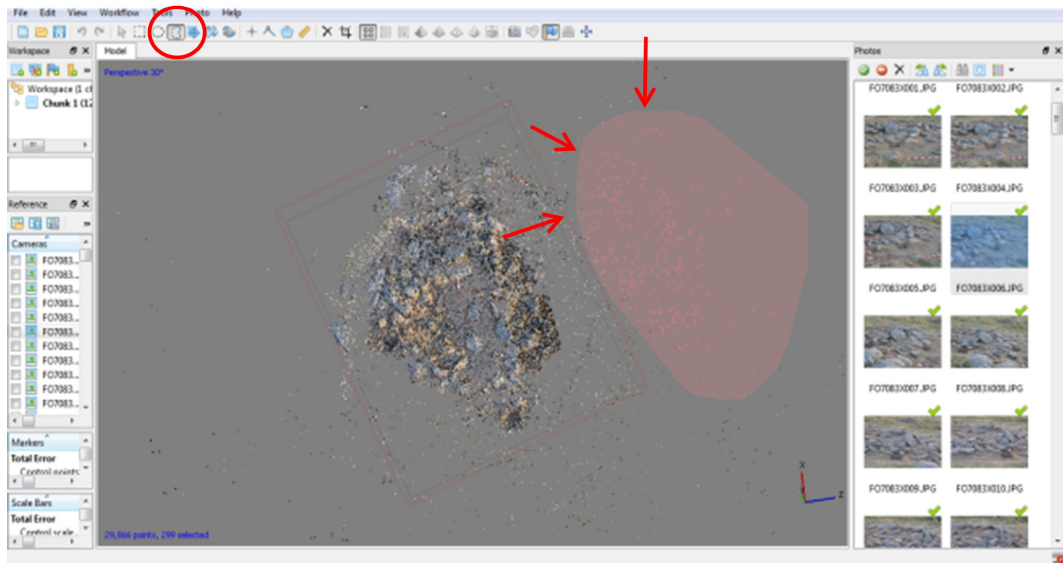 File Edit View Workflow Tools Photo Help
Workspace
Model
Photos
Perspective 30°
Workspace (1 c
Chunk 1 (12
Reference
Cameras
FO7083...
FO7083...
FO7083...
FO7083...
FO7083...
FO7083...
FO7083...
FO7083...
FO7083...
FO7083...
FO7083...
Markers
Total Error
Control points
Scale Bars
Total Error
Control scale
29,866 points, 299 selected
X
Z
FO7083X001.JPG FO7083X002.JPG
FO7083X003.JPG FO7083X004.JPG
FO7083X005.JPG FO7083X006.JPG
FO7083X007.JPG FO7083X008.JPG
FO7083X009.JPG FO7083X010.JPG